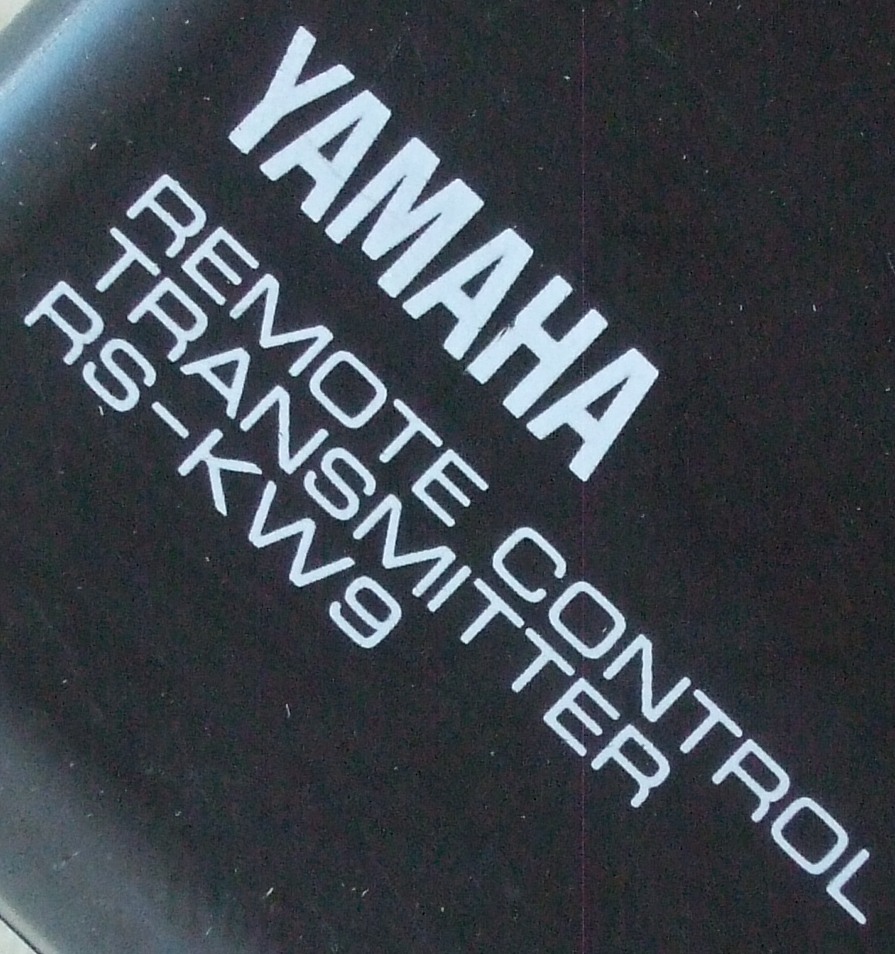 YAMAHA
REMOTE CONTROL
TRANSMITTER
RS-KW9